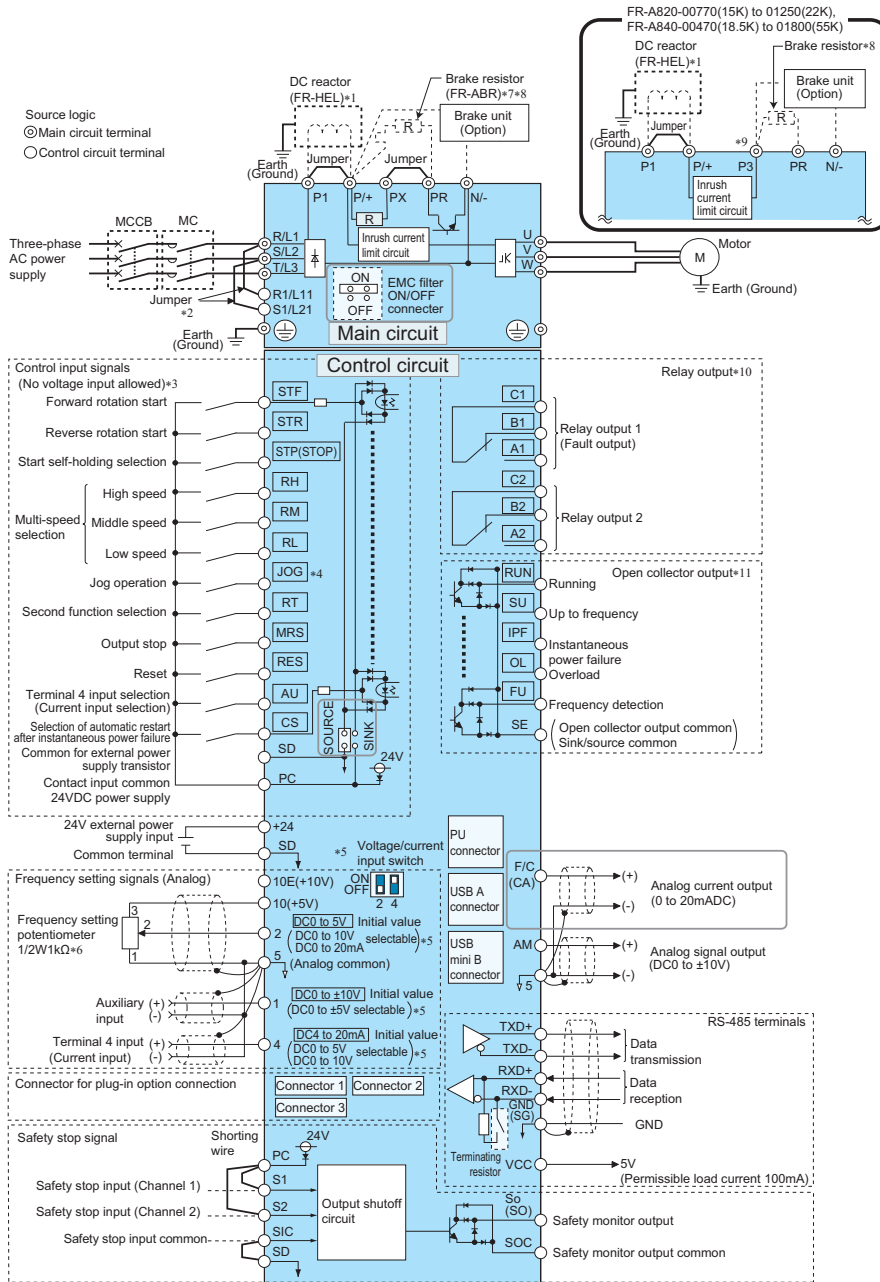 FR-A820-00770(15K) to 01250(22K),
FR-A840-00470(18.5K) to 01800(55K)
DC reactor
(FR-HEL)*1
Brake resistor*8
Brake unit
(Option)
R
Earth
(Ground)
Jumper
*9
P1
P/+
P3
PR
N/-
Inrush
current
limit circuit
Source logic
Main circuit terminal
Control circuit terminal
DC reactor
(FR-HEL)*1
Brake resistor
(FR-ABR)*7*8
Brake unit
(Option)
R
Earth
(Ground)
Jumper
Jumper
P1
P/+
PX
PR
N/-
R
Inrush current
limit circuit
MCCB
MC
Three-phase
AC power
supply
R/L1
S/L2
T/L3
R1/L11
S1/L21
Jumper
*2
Earth
(Ground)
ON
OFF
EMC filter
ON/OFF
connecter
U
V
W
Motor
M
Earth (Ground)
Main circuit
Control circuit
Control input signals
(No voltage input allowed)*3
Forward rotation start
STF
Reverse rotation start
STR
Start self-holding selection
STP(STOP)
Multi-speed
selection
High speed
RH
Middle speed
RM
Low speed
RL
Jog operation
JOG *4
Second function selection
RT
Output stop
MRS
Reset
RES
Terminal 4 input selection
(Current input selection)
AU
Selection of automatic restart
after instantaneous power failure
CS
SOURCE
SINK
Common for external power
supply transistor
SD
Contact input common
24VDC power supply
PC
24V
Relay output*10
C1
B1
A1
Relay output 1
(Fault output)
C2
B2
A2
Relay output 2
Open collector output*11
RUN
Running
SU
Up to frequency
IPF
Instantaneous
power failure
OL
Overload
FU
Frequency detection
SE
(Open collector output common
Sink/source common)
24V external power
supply input
+24
Common terminal
SD
*5 Voltage/current
input switch
ON
OFF
2 4
Frequency setting signals (Analog)
10E(+10V)
10(+5V)
Frequency setting
potentiometer
1/2W1kΩ*6
3
2
1
2
DC0 to 5V Initial value
(DC0 to 10V
DC0 to 20mA selectable)*5
5
(Analog common)
Auxiliary
input
(+)
(-)
1
DC0 to ±10V Initial value
(DC0 to ±5V selectable)*5
Terminal 4 input
(Current input)
(+)
(-)
4
DC4 to 20mA Initial value
(DC0 to 5V
DC0 to 10V selectable)*5
PU
connector
USB A
connector
USB
mini B
connector
F/C
(CA)
(+)
(-)
Analog current output
(0 to 20mADC)
AM
5
(+)
(-)
Analog signal output
(DC0 to ±10V)
Connector for plug-in option connection
Connector 1
Connector 2
Connector 3
RS-485 terminals
TXD+
TXD-
Data
transmission
RXD+
RXD-
Data
reception
GND
(SG)
GND
Terminating
resistor
VCC
5V
(Permissible load current 100mA)
Safety stop signal
Shorting
wire
24V
PC
Safety stop input (Channel 1)
S1
Safety stop input (Channel 2)
S2
Safety stop input common
SIC
SD
Output shutoff
circuit
So
(SO)
Safety monitor output
SOC
Safety monitor output common